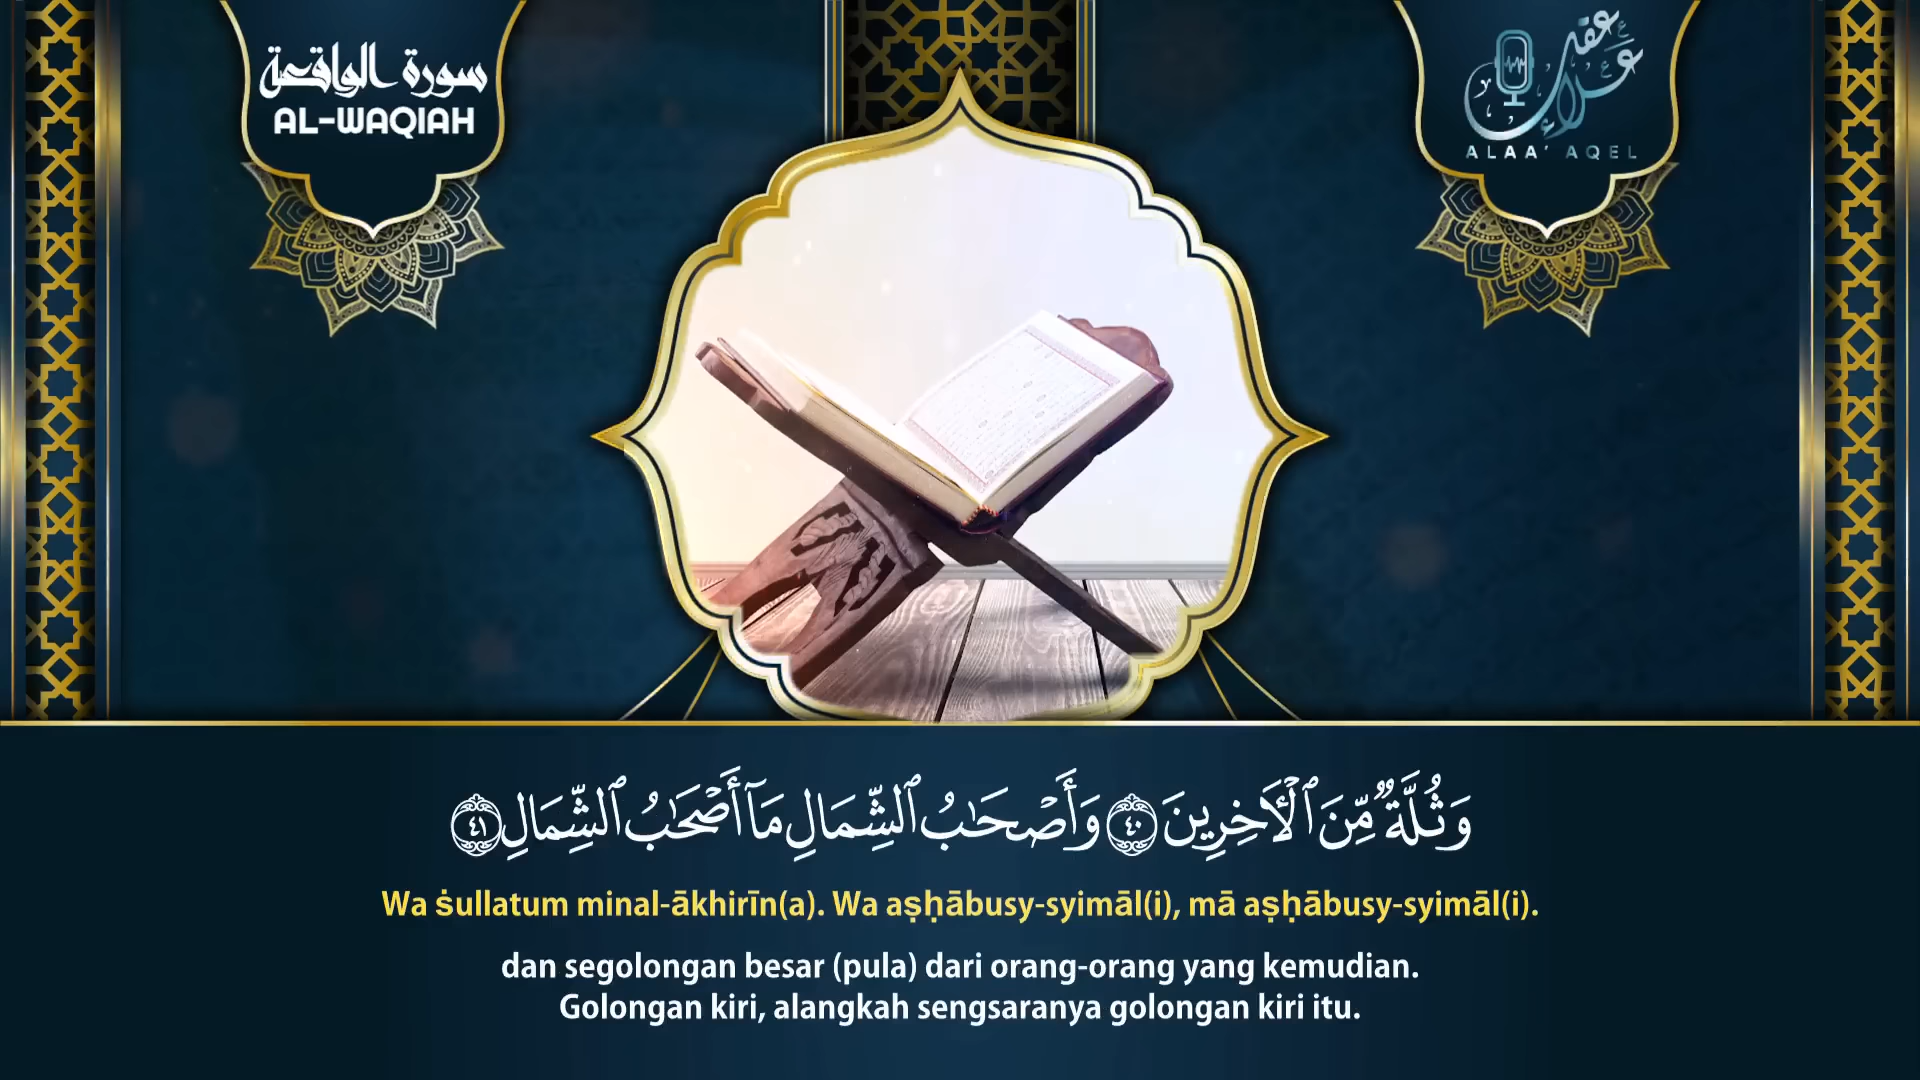 سورة الواقعة
AL-WAQIAH
علاء عقل
ALAA' AQEL
وَثُلَّةٌ مِّنَ ٱلْـَٔاخِرِينَ ٤٠ وَأَصْحَـٰبُ ٱلشِّمَالِ مَآ أَصْحَـٰبُ ٱلشِّمَالِ ٤١
Wa ṡullatum minal-ākhirīn(a). Wa aṣḥābusy-syimāl(i), mā aṣḥābusy-syimāl(i).
dan segolongan besar (pula) dari orang-orang yang kemudian.
Golongan kiri, alangkah sengsaranya golongan kiri itu.